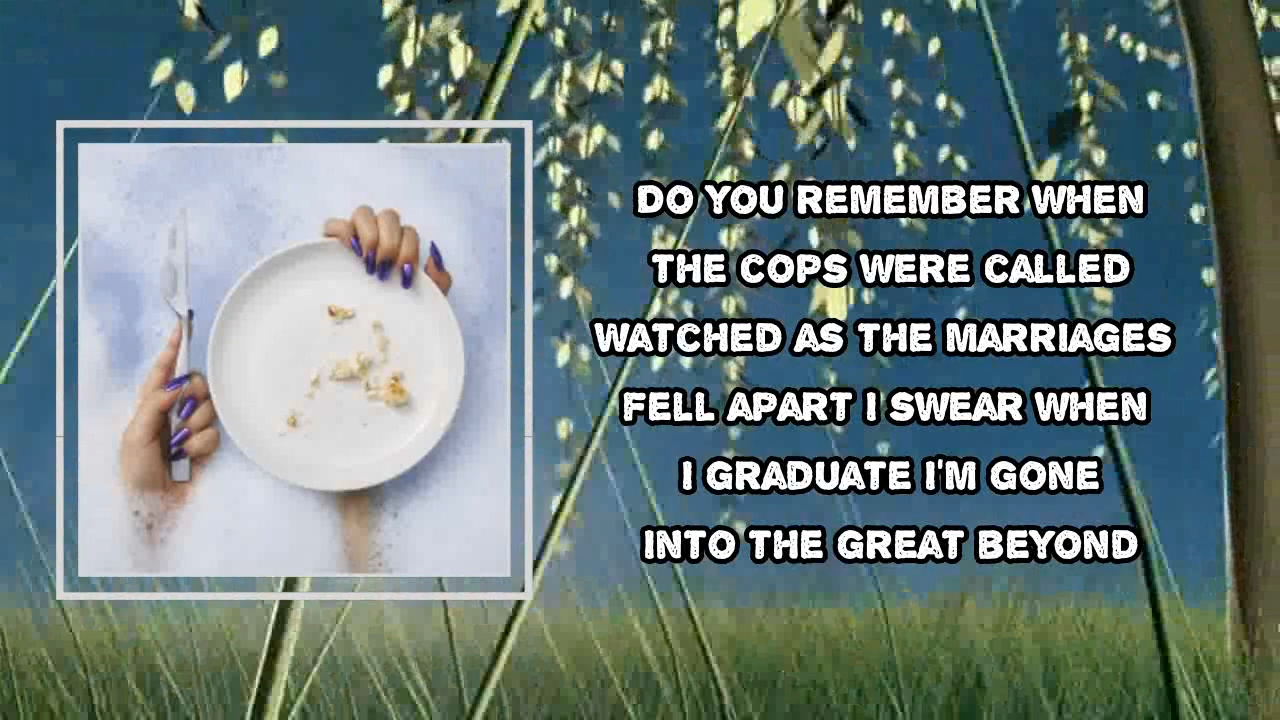 DO YOU REMEMBER WHEN
THE COPS WERE CALLED
WATCHED AS THE MARRIAGES
FELL APART I SWEAR WHEN
I GRADUATE I'M GONE
INTO THE GREAT BEYOND